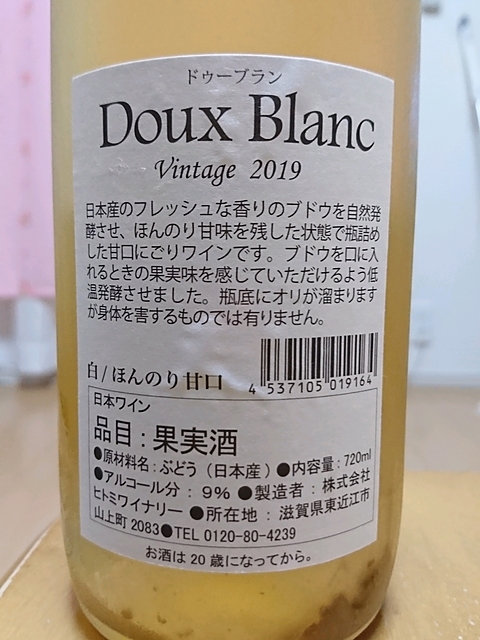 ドゥーブラン
Doux Blanc
Vintage 2019
日本産のフレッシュな香りのブドウを自然発
酵させ、ほんのり甘味を残した状態で瓶詰め
した甘口にごりワインです。ブドウを口に入
れるときの果実味を感じていただけるよう低
温発酵させました。瓶底にオリが溜まります
が身体を害するものでは有りません。
白/ほんのり甘口
4 537105 019164
日本ワイン
品目:果実酒
●原材料名:ぶどう（日本産）●内容量:720ml
●アルコール分:9% ●製造者:株式会社
ヒトミワイナリー ●所在地:滋賀県東近江市
山上町2083●TEL 0120-80-4239
お酒は20歳になってから。